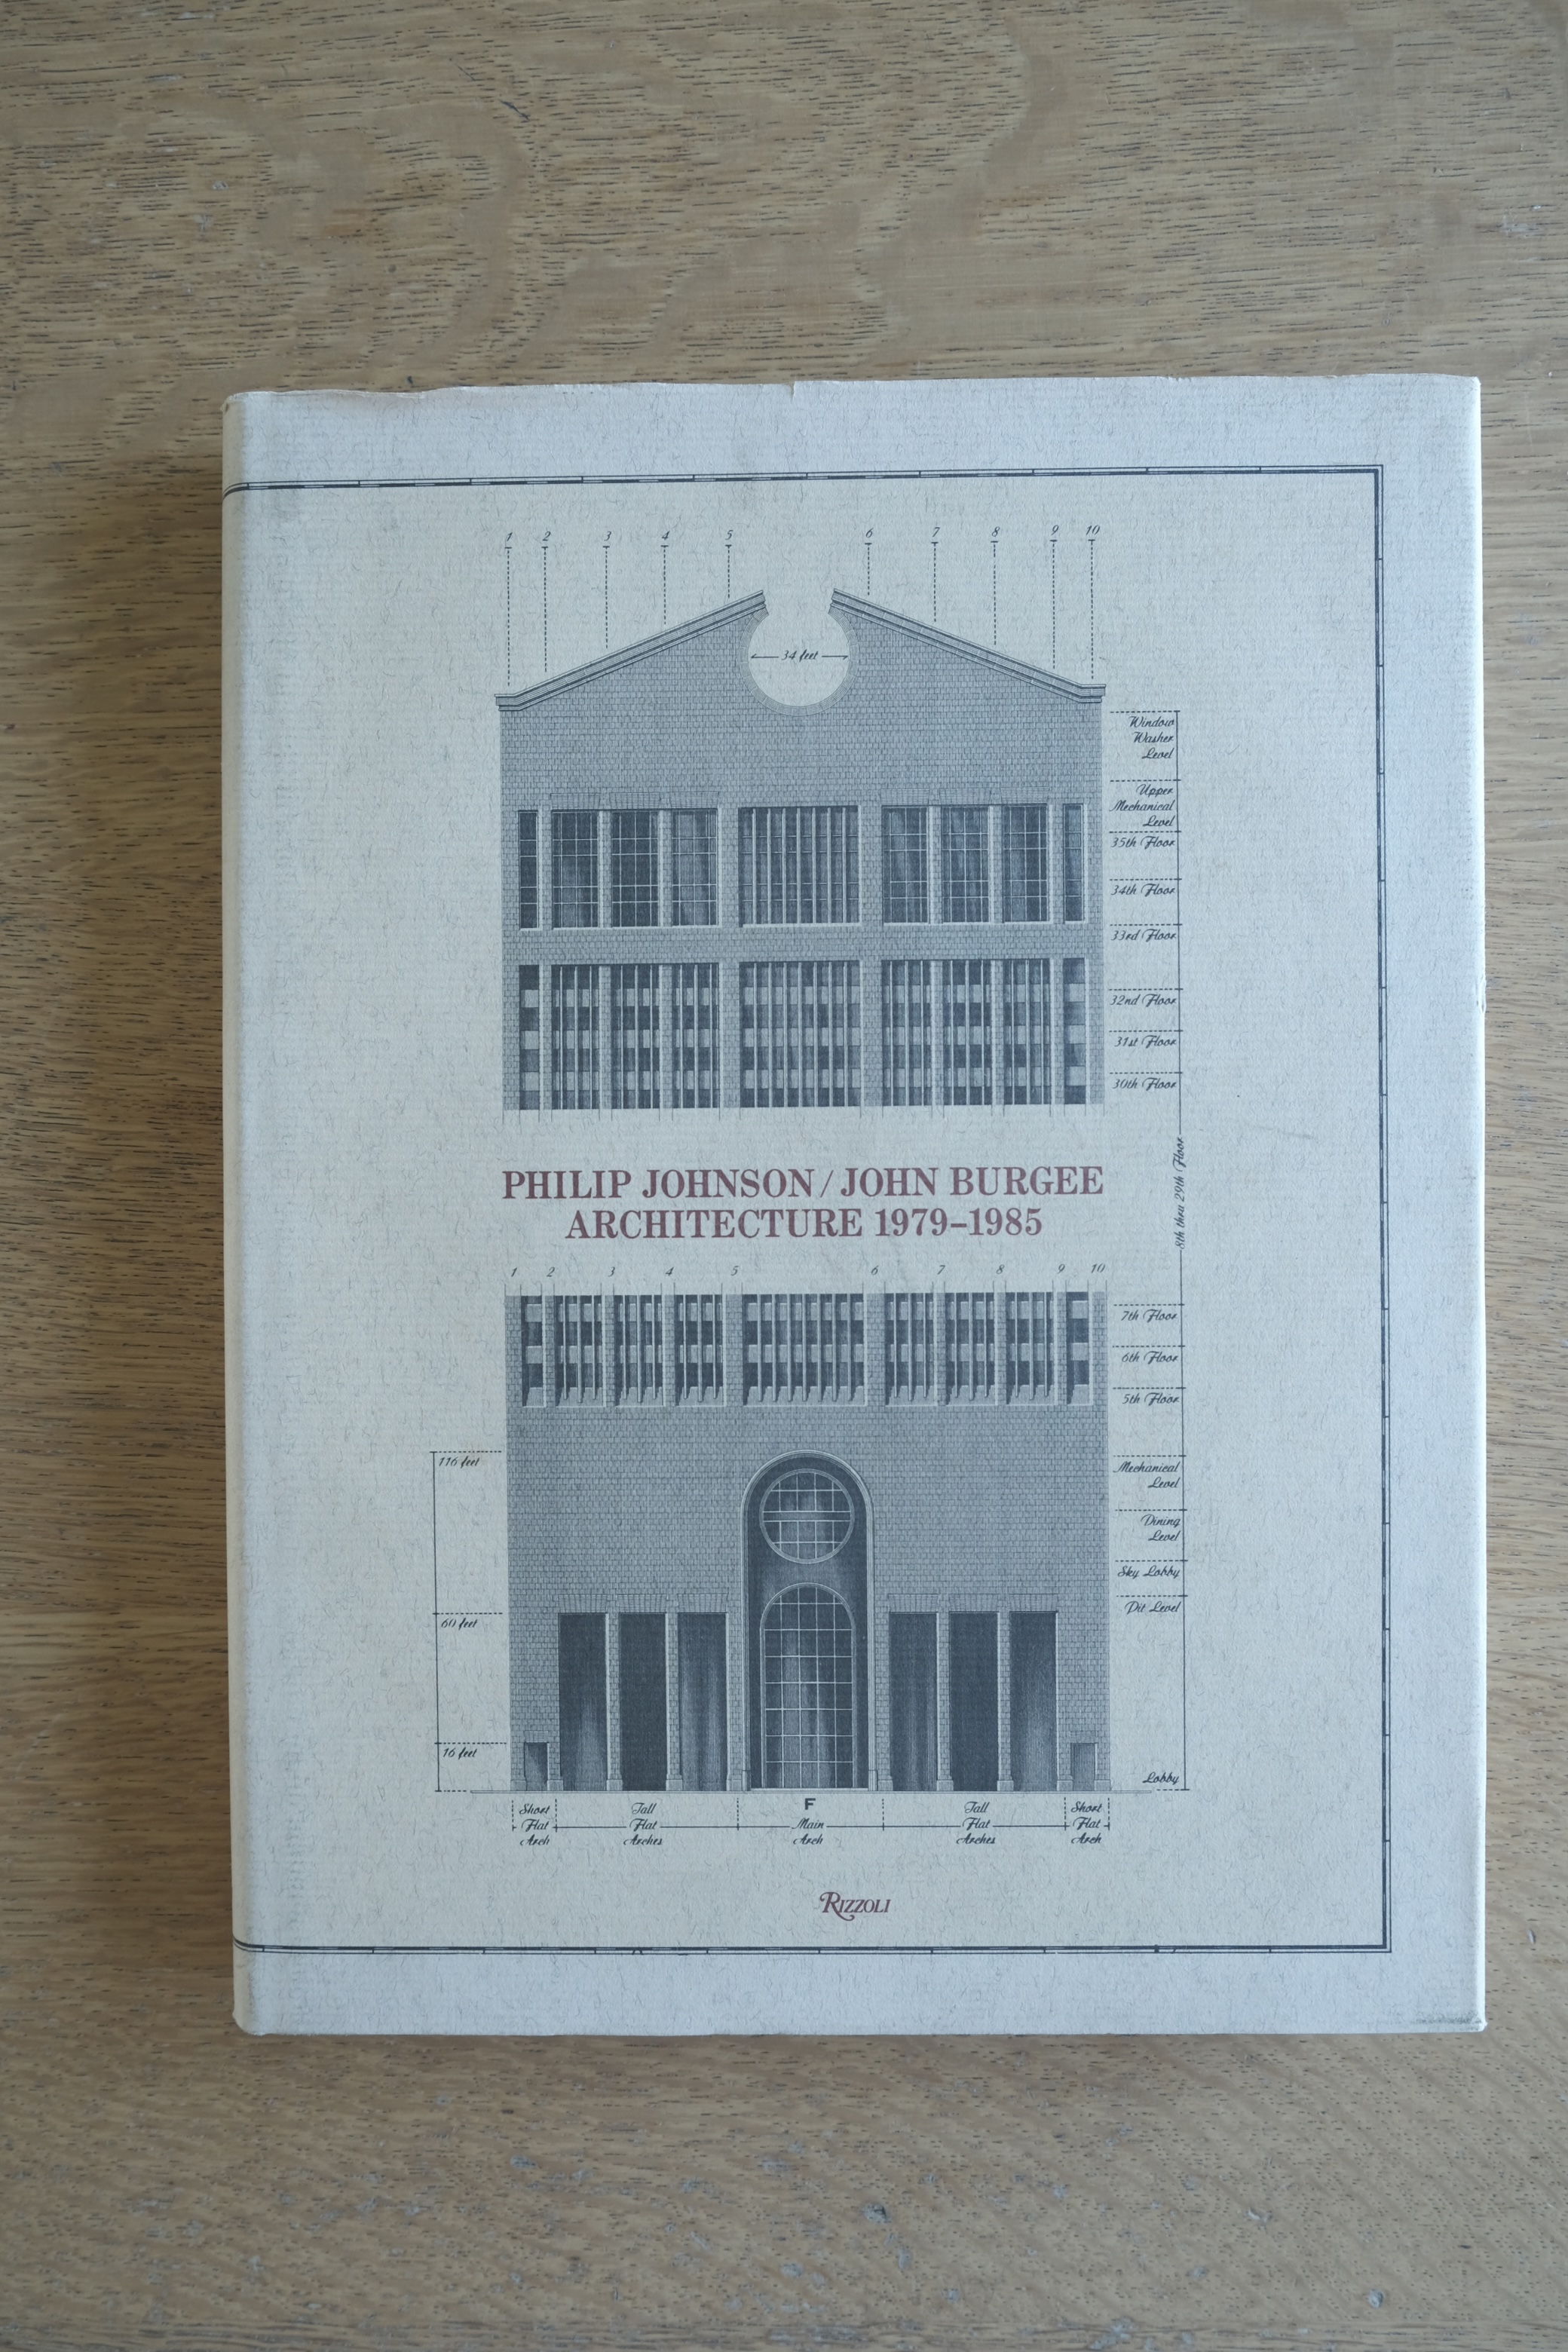 1 2 3 4 5 6 7 8 9 10
34 feet
Window
Washer
Level
Upper
Mechanical
Level
35th Floor
34th Floor
33rd Floor
32nd Floor
31st Floor
30th Floor
8th thru 29th Floor
PHILIP JOHNSON / JOHN BURGEE
ARCHITECTURE 1979–1985
1 2 3 4 5 6 7 8 9 10
7th Floor
6th Floor
5th Floor
116 feet
Mechanical
Level
Dining
Level
Sky Lobby
Pit Level
60 feet
16 feet
Lobby
Short
Flat
Arch
Tall
Flat
Arches
F
Main
Arch
Tall
Flat
Arches
Short
Flat
Arch
RIZZOLI